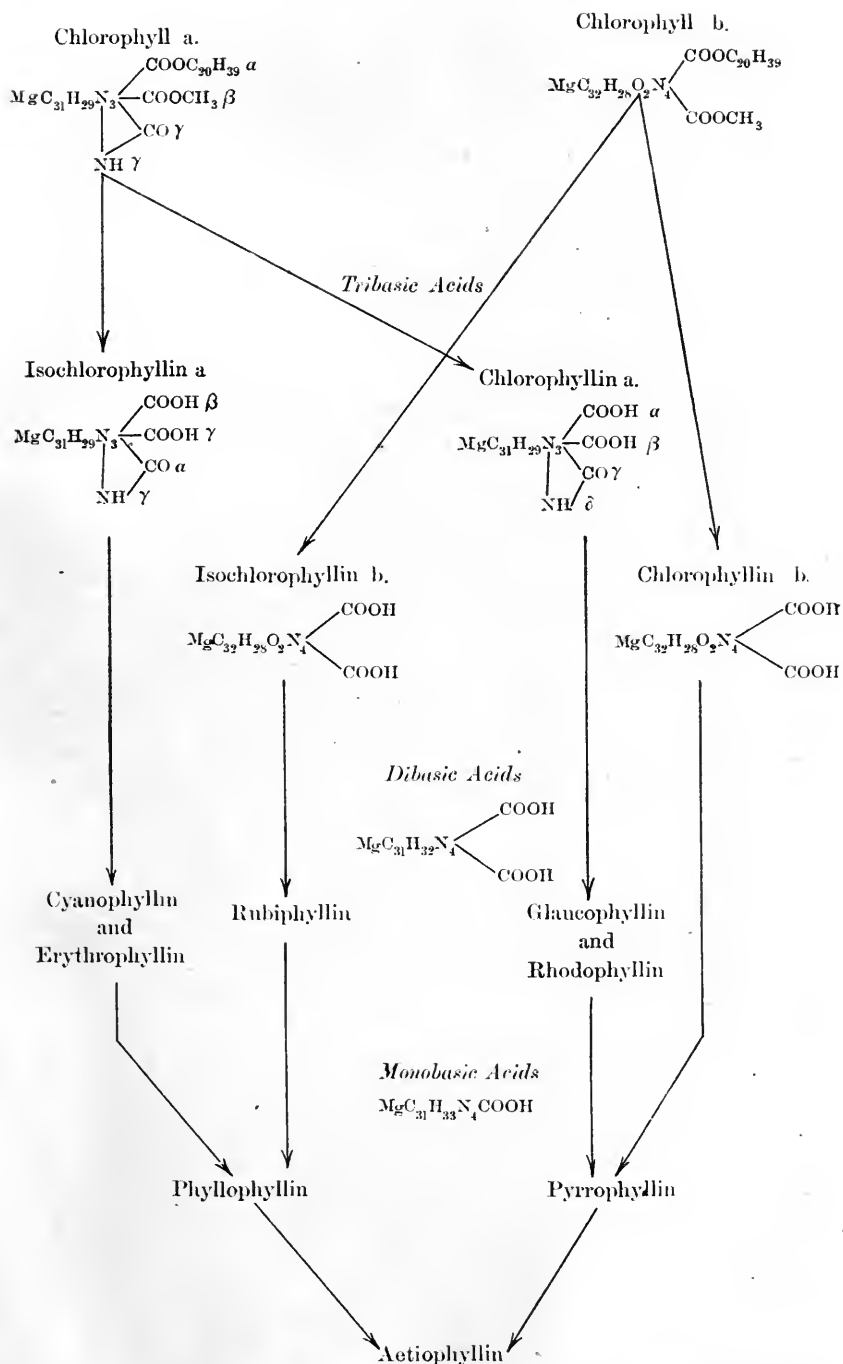 Chlorophyll a.
COOC₂₀H₃₉ α
MgC₃₁H₂₉N₃ COOCH₃ β
CO γ
NH γ
Chlorophyll b.
COOC₂₀H₃₉
MgC₃₂H₂₈O₂N₄
COOCH₃
Tribasic Acids
Isochlorophyllin a
COOH β
MgC₃₁H₂₉N₃ COOH γ
CO α
NH γ
Chlorophyllin a.
COOH α
MgC₃₁H₂₉N₃ COOH β
CO γ
NH δ
Isochlorophyllin b.
COOH
MgC₃₂H₂₈O₂N₄
COOH
Chlorophyllin b.
COOH
MgC₃₂H₂₈O₂N₄
COOH
Dibasic Acids
COOH
MgC₃₁H₃₂N₄
COOH
Cyanophyllin
and
Erythrophyllin
Rubiphyllin
Glaucophyllin
and
Rhodophyllin
Monobasic Acids
MgC₃₁H₃₃N₄COOH
Phyllophyllin
Pyrrophyllin
Aetiophyllin